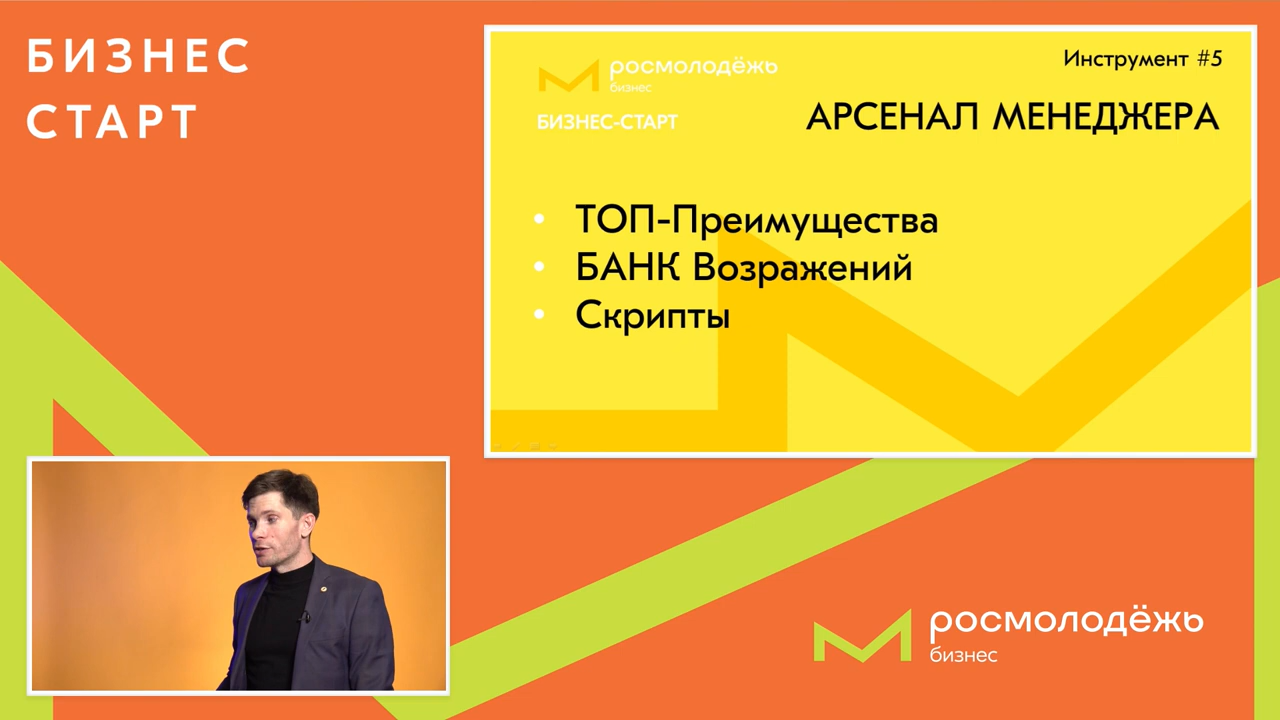 БИЗНЕС
СТАРТ
росмолодёжь
бизнес
БИЗНЕС-СТАРТ
Инструмент #5
АРСЕНАЛ МЕНЕДЖЕРА
• ТОП-Преимущества
• БАНК Возражений
• Скрипты
росмолодёжь
бизнес